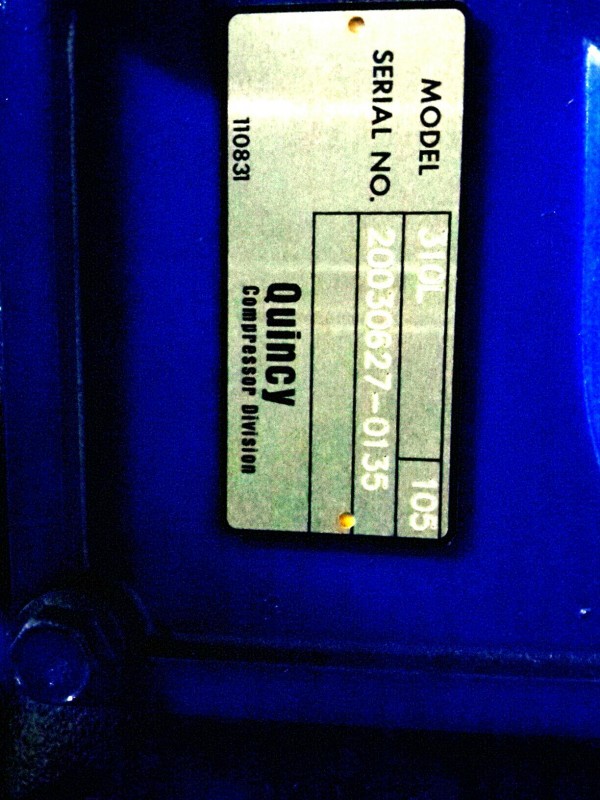 MODEL 310L 105
SERIAL NO. 20030627-0135
Quincy
Compressor Division
110831